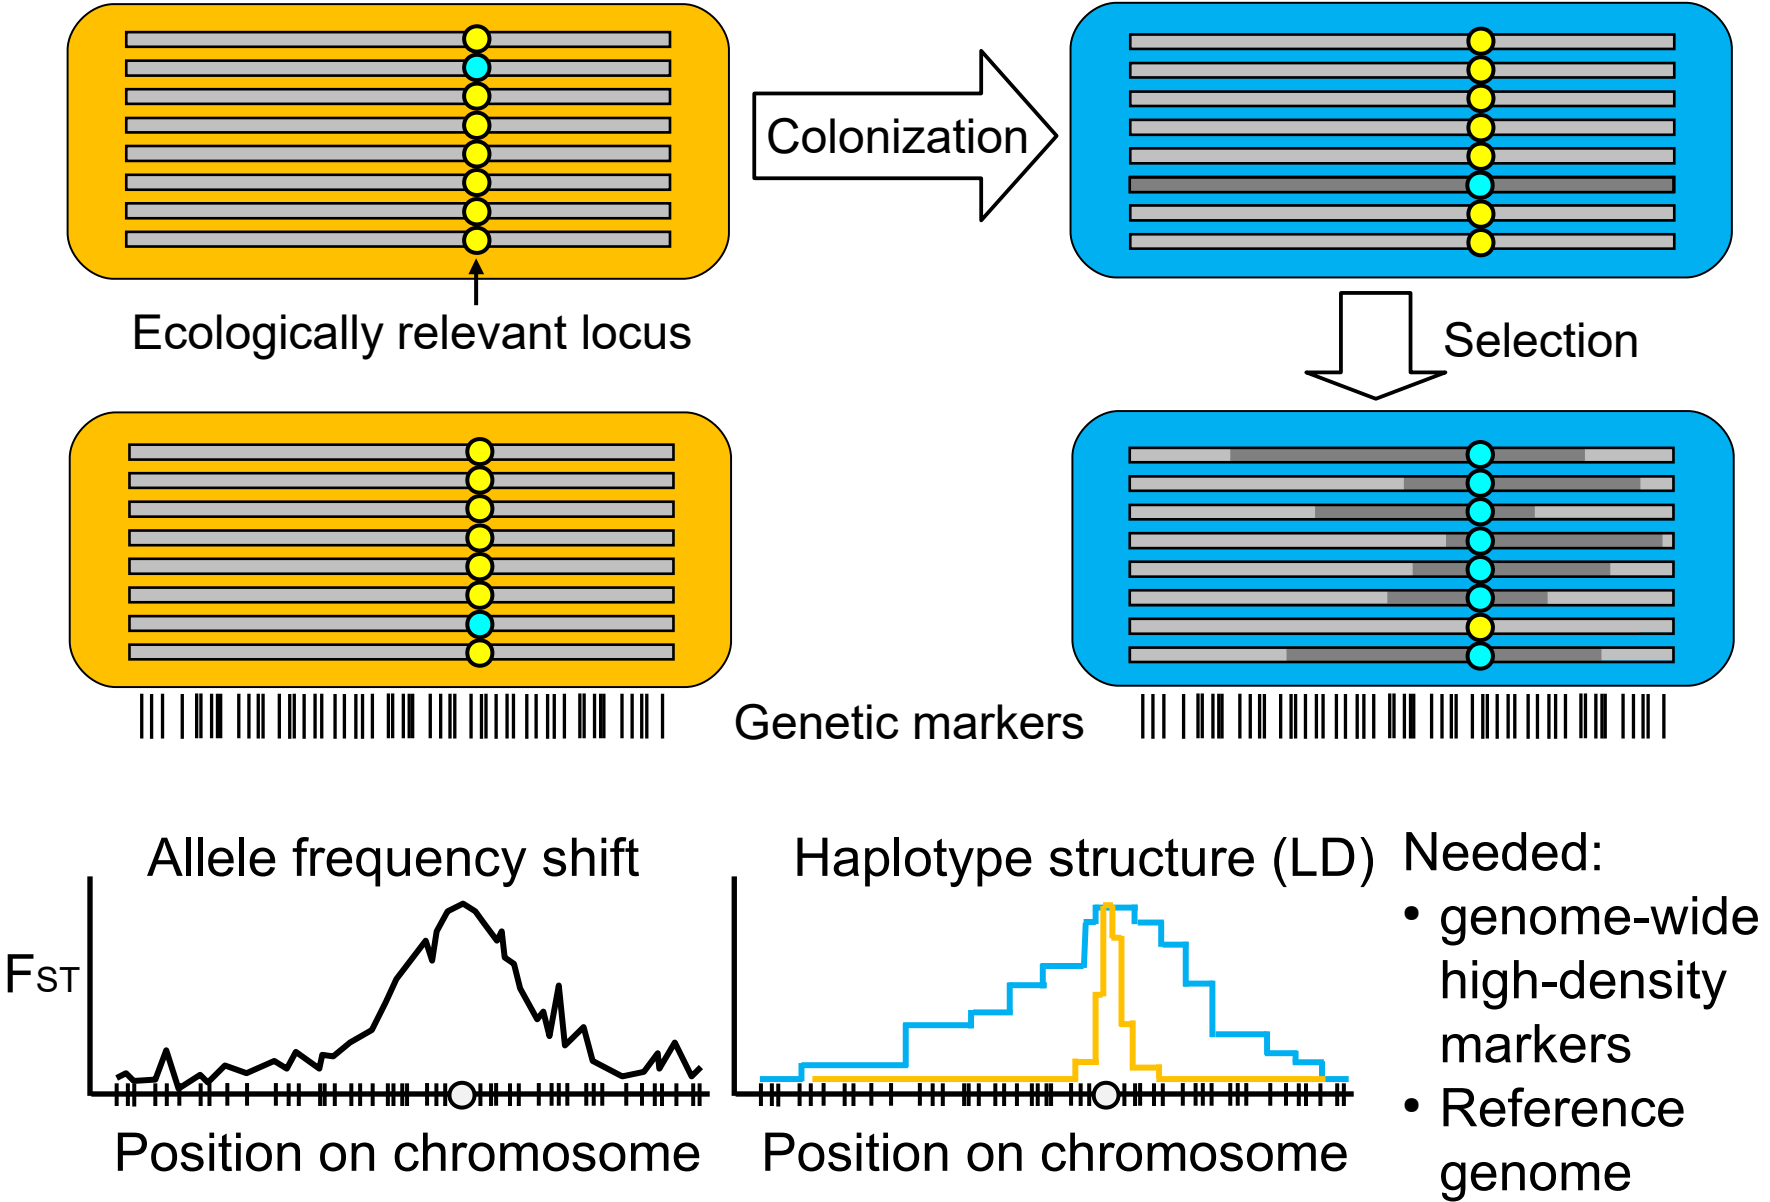 Colonization
Ecologically relevant locus
Selection
Genetic markers
Allele frequency shift
FST
Position on chromosome
Haplotype structure (LD)
Position on chromosome
Needed:
• genome-wide
high-density
markers
• Reference
genome